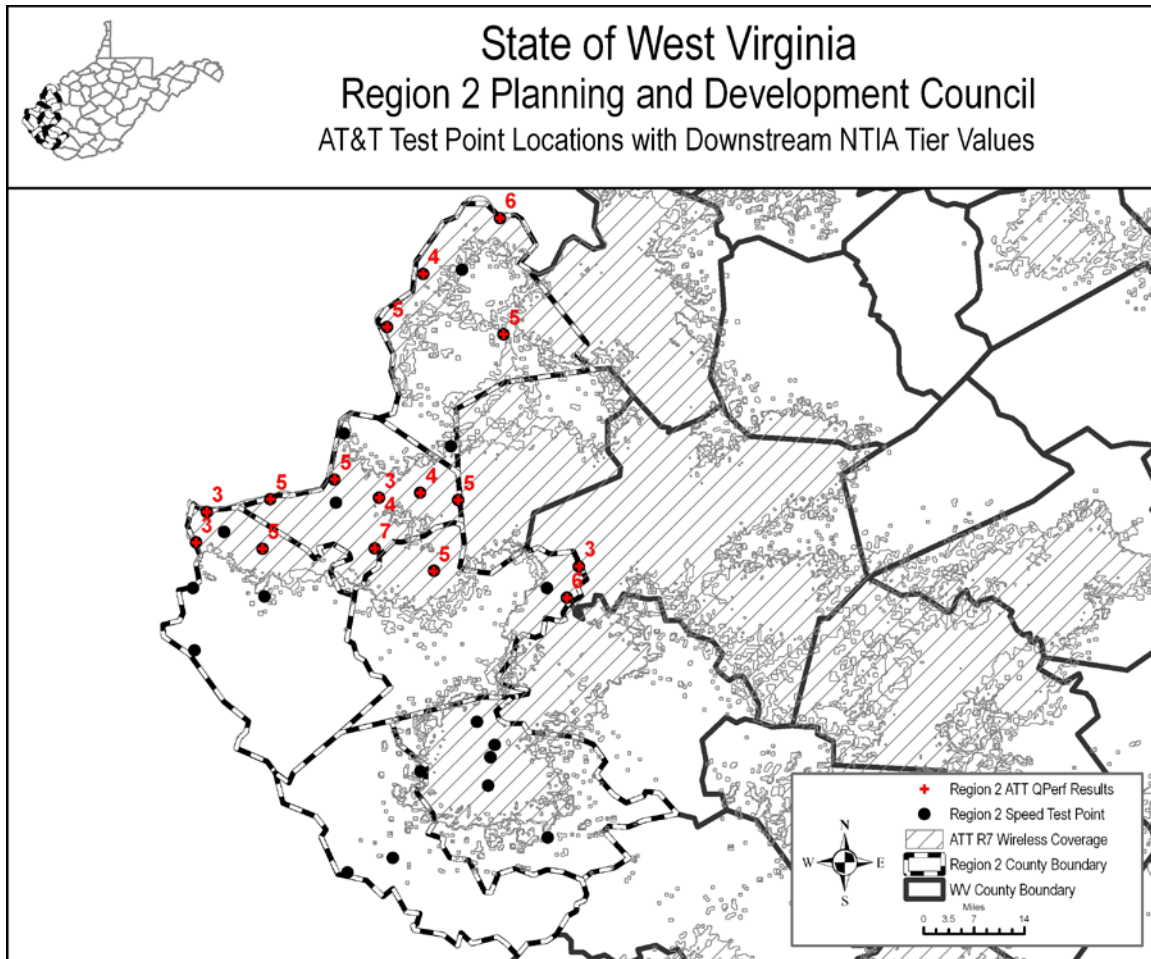 State of West Virginia
Region 2 Planning and Development Council
AT&T Test Point Locations with Downstream NTIA Tier Values
6
4
5
5
5
3
4
4
5
5
3
3
5
7
5
3
6
Region 2 ATT QPerf Results
Region 2 Speed Test Point
ATT R7 Wireless Coverage
Region 2 County Boundary
WV County Boundary
N
W E
S
Miles
0 3.5 7 14